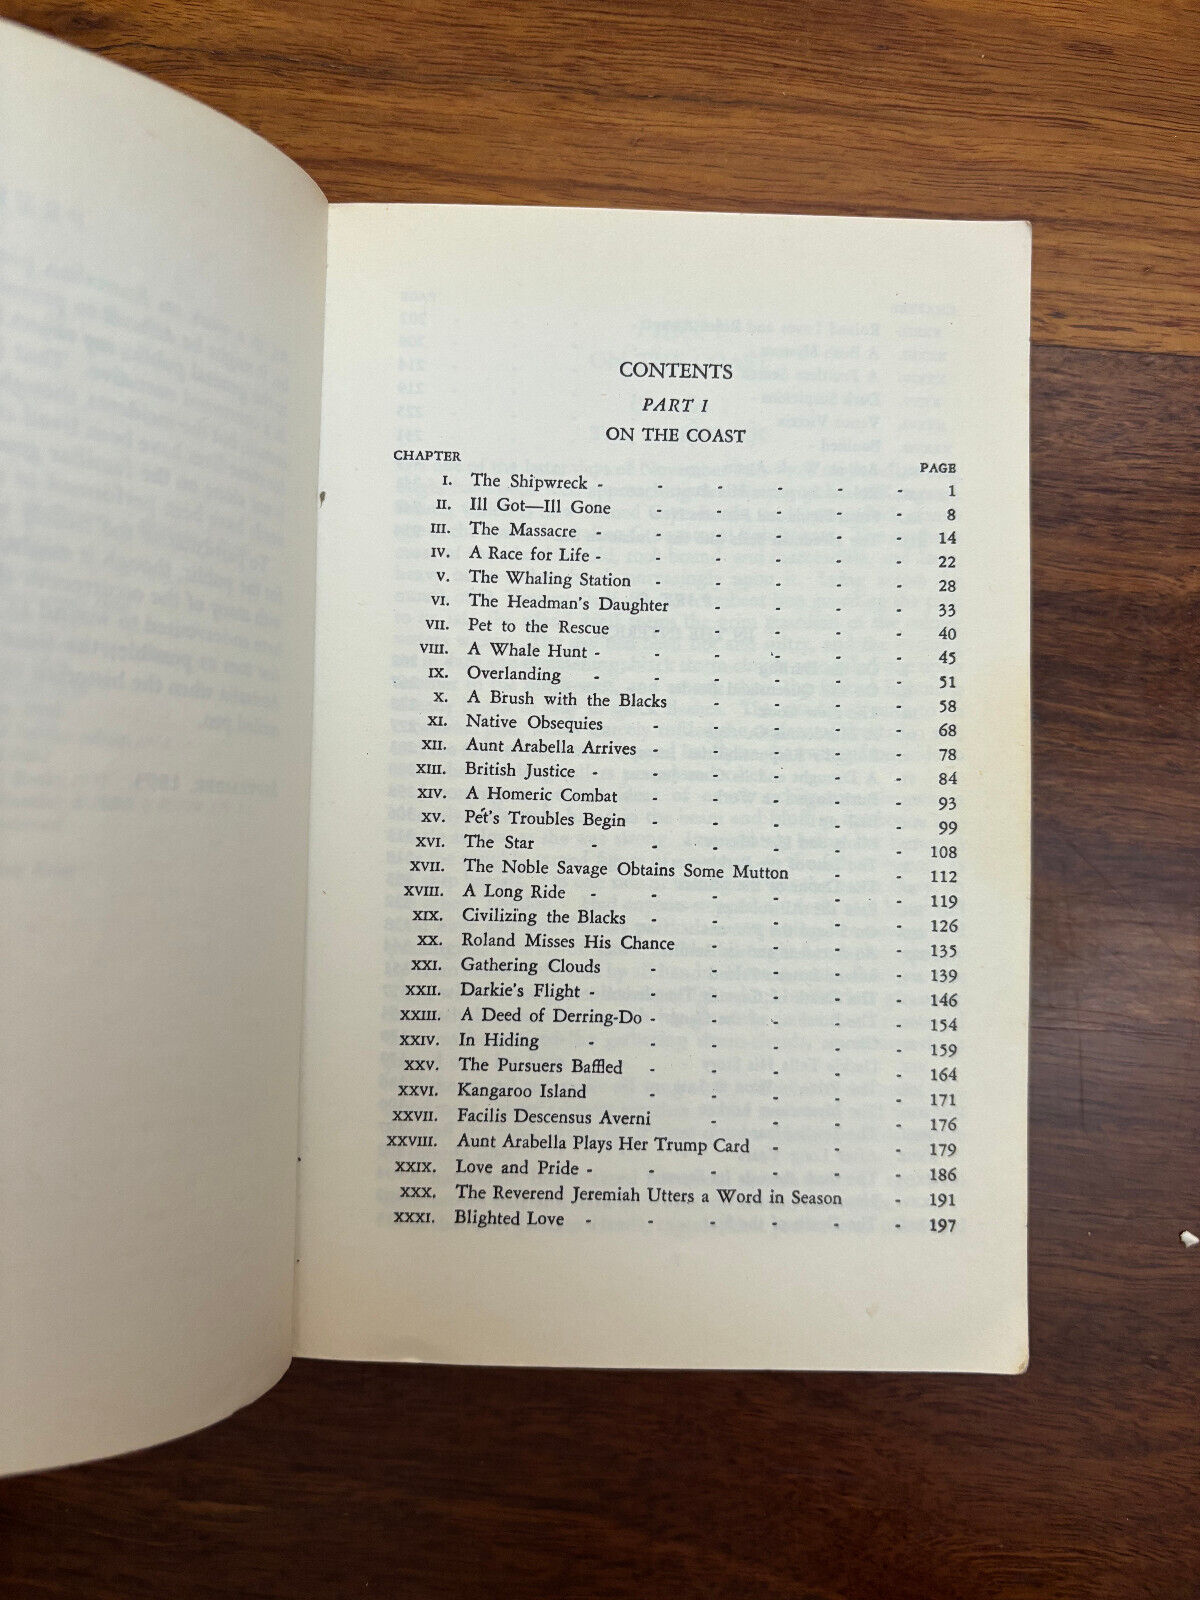 CONTENTS
PART I
ON THE COAST
CHAPTER PAGE
I. The Shipwreck - - - - - - 1
II. Ill Got—Ill Gone - - - - - 8
III. The Massacre - - - - - - 14
IV. A Race for Life - - - - - - 22
V. The Whaling Station - - - - - 28
VI. The Headman's Daughter - - - - 33
VII. Pet to the Rescue - - - - - 40
VIII. A Whale Hunt - - - - - - 45
IX. Overlanding - - - - - - 51
X. A Brush with the Blacks - - - - 58
XI. Native Obsequies - - - - - 68
XII. Aunt Arabella Arrives - - - - - 78
XIII. British Justice - - - - - - 84
XIV. A Homeric Combat - - - - - 93
XV. Pet's Troubles Begin - - - - - 99
XVI. The Star - - - - - - 108
XVII. The Noble Savage Obtains Some Mutton - - 112
XVIII. A Long Ride - - - - - - 119
XIX. Civilizing the Blacks - - - - - 126
XX. Roland Misses His Chance - - - - 135
XXI. Gathering Clouds - - - - - 139
XXII. Darkie's Flight - - - - - - 146
XXIII. A Deed of Derring-Do - - - - - 154
XXIV. In Hiding - - - - - - 159
XXV. The Pursuers Baffled - - - - - 164
XXVI. Kangaroo Island - - - - - 171
XXVII. Facilis Descensus Averni - - - - 176
XXVIII. Aunt Arabella Plays Her Trump Card - - - 179
XXIX. Love and Pride - - - - - - 186
XXX. The Reverend Jeremiah Utters a Word in Season - 191
XXXI. Blighted Love - - - - - - 197